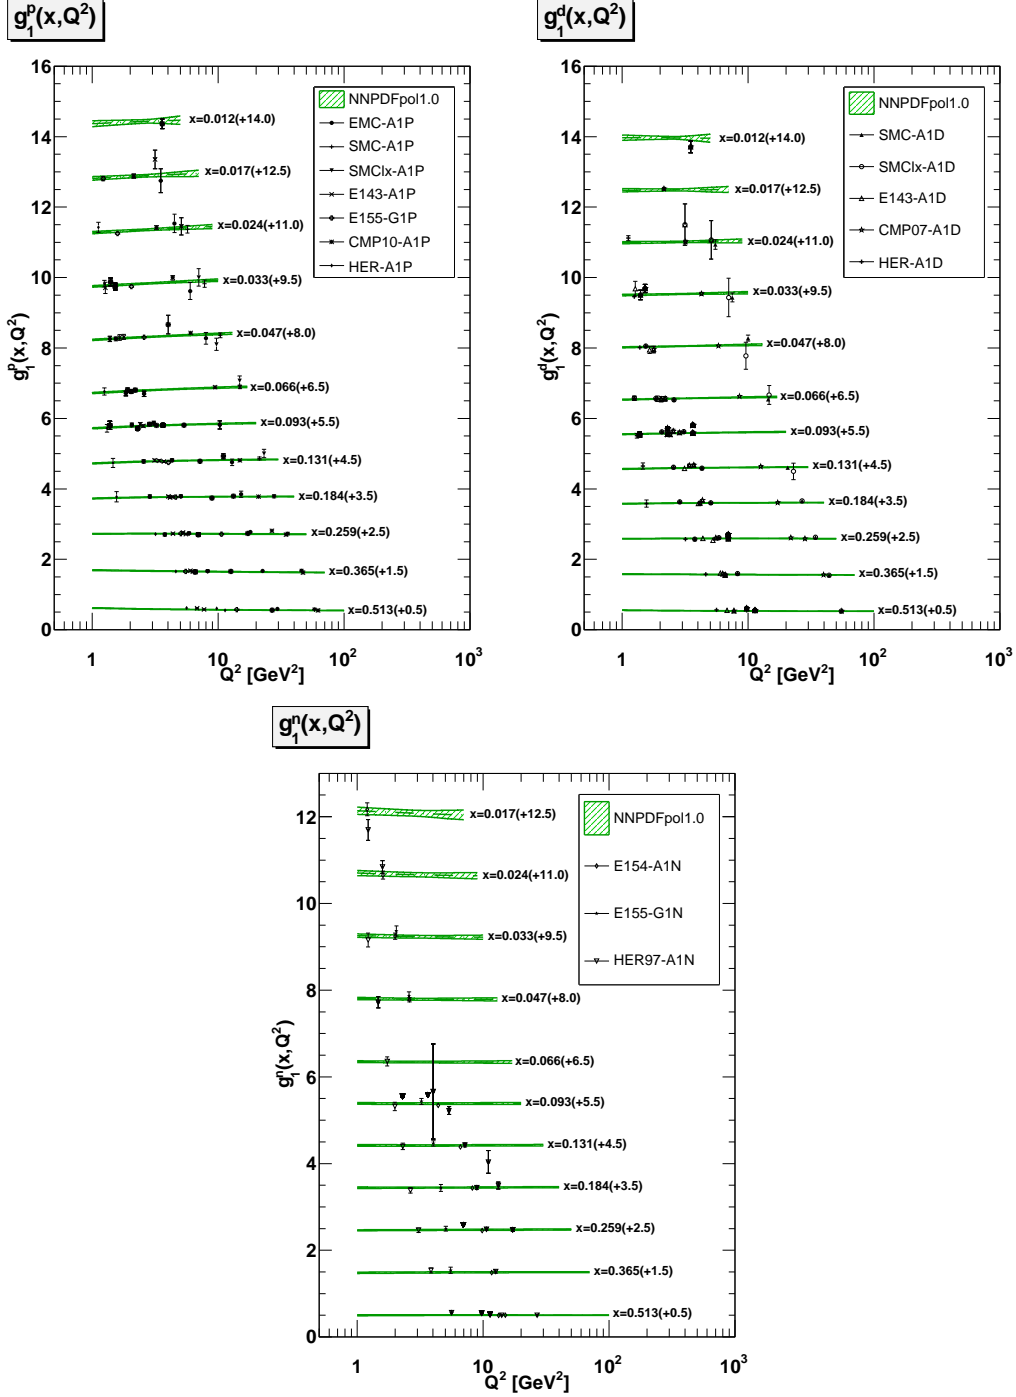 g₁ᵖ(x,Q²)
g₁ᵖ(x,Q²)
16
14
12
10
8
6
4
2
0
NNPDFpol1.0
EMC-A1P
SMC-A1P
SMClx-A1P
E143-A1P
E155-G1P
CMP10-A1P
HER-A1P
x=0.012(+14.0)
x=0.017(+12.5)
x=0.024(+11.0)
x=0.033(+9.5)
x=0.047(+8.0)
x=0.066(+6.5)
x=0.093(+5.5)
x=0.131(+4.5)
x=0.184(+3.5)
x=0.259(+2.5)
x=0.365(+1.5)
x=0.513(+0.5)
1 10 10² 10³
Q² [GeV²]
g₁ᵈ(x,Q²)
g₁ᵈ(x,Q²)
16
14
12
10
8
6
4
2
0
NNPDFpol1.0
SMC-A1D
SMClx-A1D
E143-A1D
CMP07-A1D
HER-A1D
x=0.012(+14.0)
x=0.017(+12.5)
x=0.024(+11.0)
x=0.033(+9.5)
x=0.047(+8.0)
x=0.066(+6.5)
x=0.093(+5.5)
x=0.131(+4.5)
x=0.184(+3.5)
x=0.259(+2.5)
x=0.365(+1.5)
x=0.513(+0.5)
1 10 10² 10³
Q² [GeV²]
g₁ⁿ(x,Q²)
g₁ⁿ(x,Q²)
12
10
8
6
4
2
0
NNPDFpol1.0
E154-A1N
E155-G1N
HER97-A1N
x=0.017(+12.5)
x=0.024(+11.0)
x=0.033(+9.5)
x=0.047(+8.0)
x=0.066(+6.5)
x=0.093(+5.5)
x=0.131(+4.5)
x=0.184(+3.5)
x=0.259(+2.5)
x=0.365(+1.5)
x=0.513(+0.5)
1 10 10² 10³
Q² [GeV²]